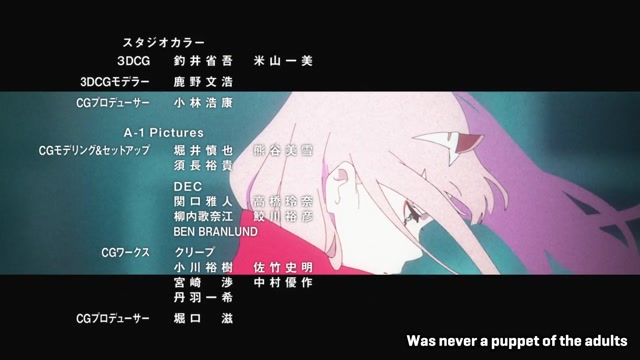 スタジオカラー
3DCG 釣井省吾 米山一美
3DCGモデラー 鹿野文浩
CGプロデューサー 小林浩康
A-1 Pictures
CGモデリング&セットアップ 堀井慎也 熊谷美雪
須長裕貴
DEC
関口雅人 高橋玲奈
柳内歌奈江 鮫川裕彦
BEN BRANLUND
CGワークス クリープ
小川裕樹 佐竹史明
宮崎渉 中村優作
丹羽一希
CGプロデューサー 堀口滋
Was never a puppet of the adults